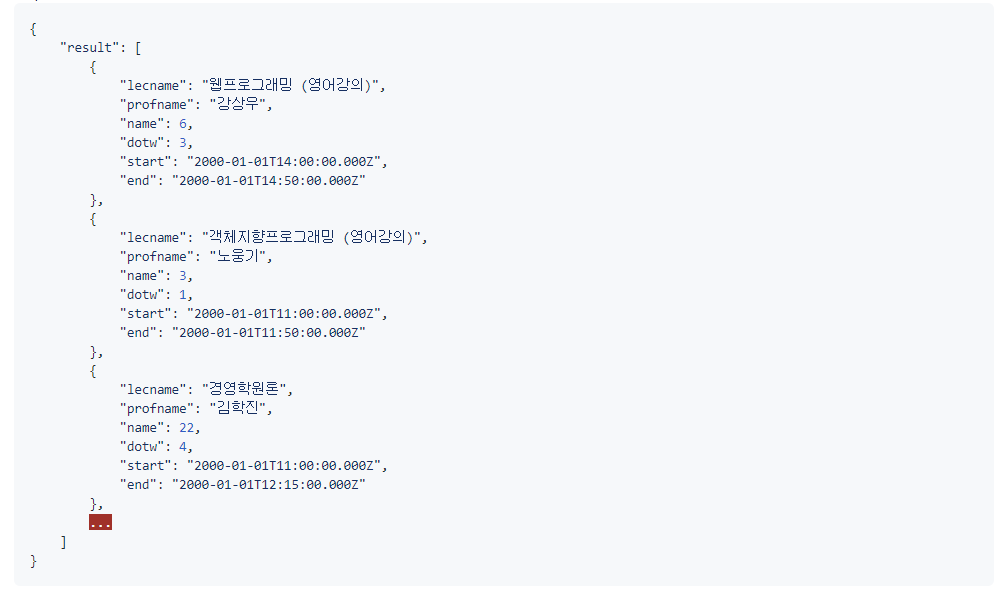 {
"result": [
{
"lecname": "웹프로그래밍 (영어강의)",
"profname": "강상우",
"name": 6,
"dotw": 3,
"start": "2000-01-01T14:00:00.000Z",
"end": "2000-01-01T14:50:00.000Z"
},
{
"lecname": "객체지향프로그래밍 (영어강의)",
"profname": "노웅기",
"name": 3,
"dotw": 1,
"start": "2000-01-01T11:00:00.000Z",
"end": "2000-01-01T11:50:00.000Z"
},
{
"lecname": "경영학원론",
"profname": "김학진",
"name": 22,
"dotw": 4,
"start": "2000-01-01T11:00:00.000Z",
"end": "2000-01-01T12:15:00.000Z"
},
...
]
}